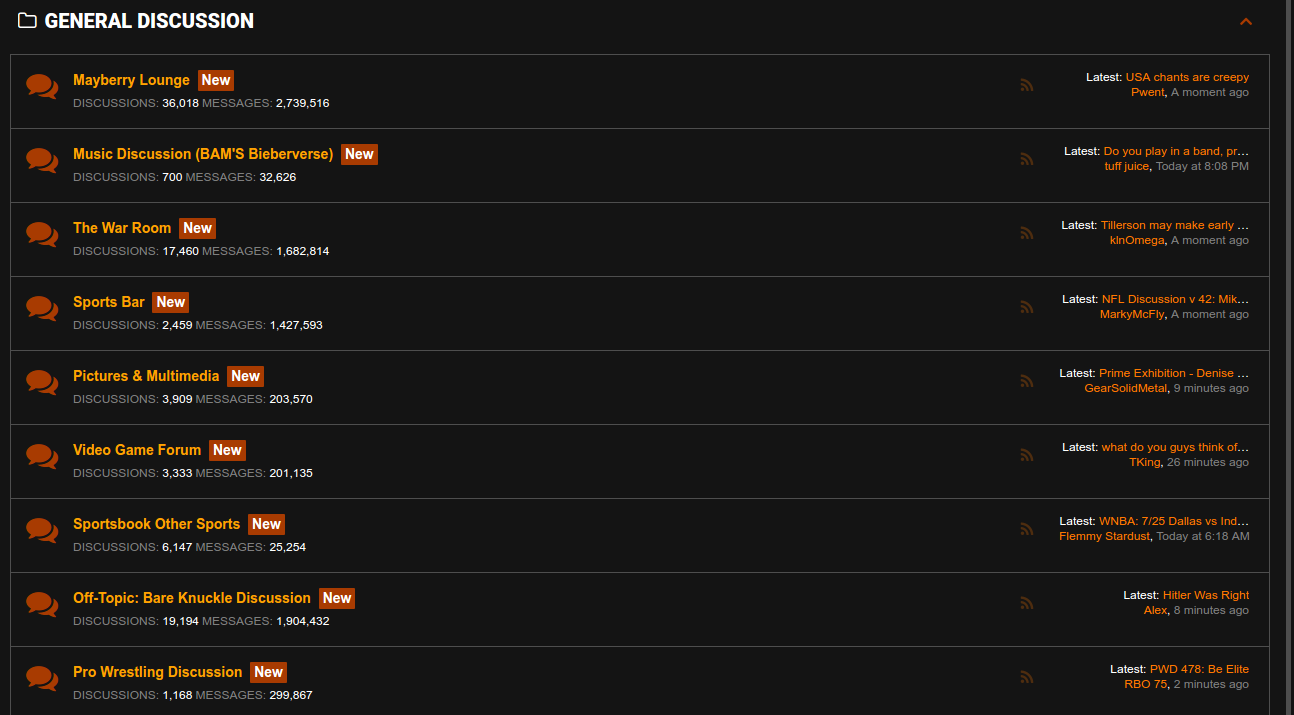 GENERAL DISCUSSION
Mayberry Lounge New
DISCUSSIONS: 36,018 MESSAGES: 2,739,516
Latest: USA chants are creepy
Pwent, A moment ago
Music Discussion (BAM'S Bieberverse) New
DISCUSSIONS: 700 MESSAGES: 32,626
Latest: Do you play in a band, pr...
tuff juice, Today at 8:08 PM
The War Room New
DISCUSSIONS: 17,460 MESSAGES: 1,682,814
Latest: Tillerson may make early ...
klnOmega, A moment ago
Sports Bar New
DISCUSSIONS: 2,459 MESSAGES: 1,427,593
Latest: NFL Discussion v 42: Mik...
MarkyMcFly, A moment ago
Pictures & Multimedia New
DISCUSSIONS: 3,909 MESSAGES: 203,570
Latest: Prime Exhibition - Denise ...
GearSolidMetal, 9 minutes ago
Video Game Forum New
DISCUSSIONS: 3,333 MESSAGES: 201,135
Latest: what do you guys think of...
TKing, 26 minutes ago
Sportsbook Other Sports New
DISCUSSIONS: 6,147 MESSAGES: 25,254
Latest: WNBA: 7/25 Dallas vs Ind...
Flemmy Stardust, Today at 6:18 AM
Off-Topic: Bare Knuckle Discussion New
DISCUSSIONS: 19,194 MESSAGES: 1,904,432
Latest: Hitler Was Right
Alex, 8 minutes ago
Pro Wrestling Discussion New
DISCUSSIONS: 1,168 MESSAGES: 299,867
Latest: PWD 478: Be Elite
RBO 75, 2 minutes ago